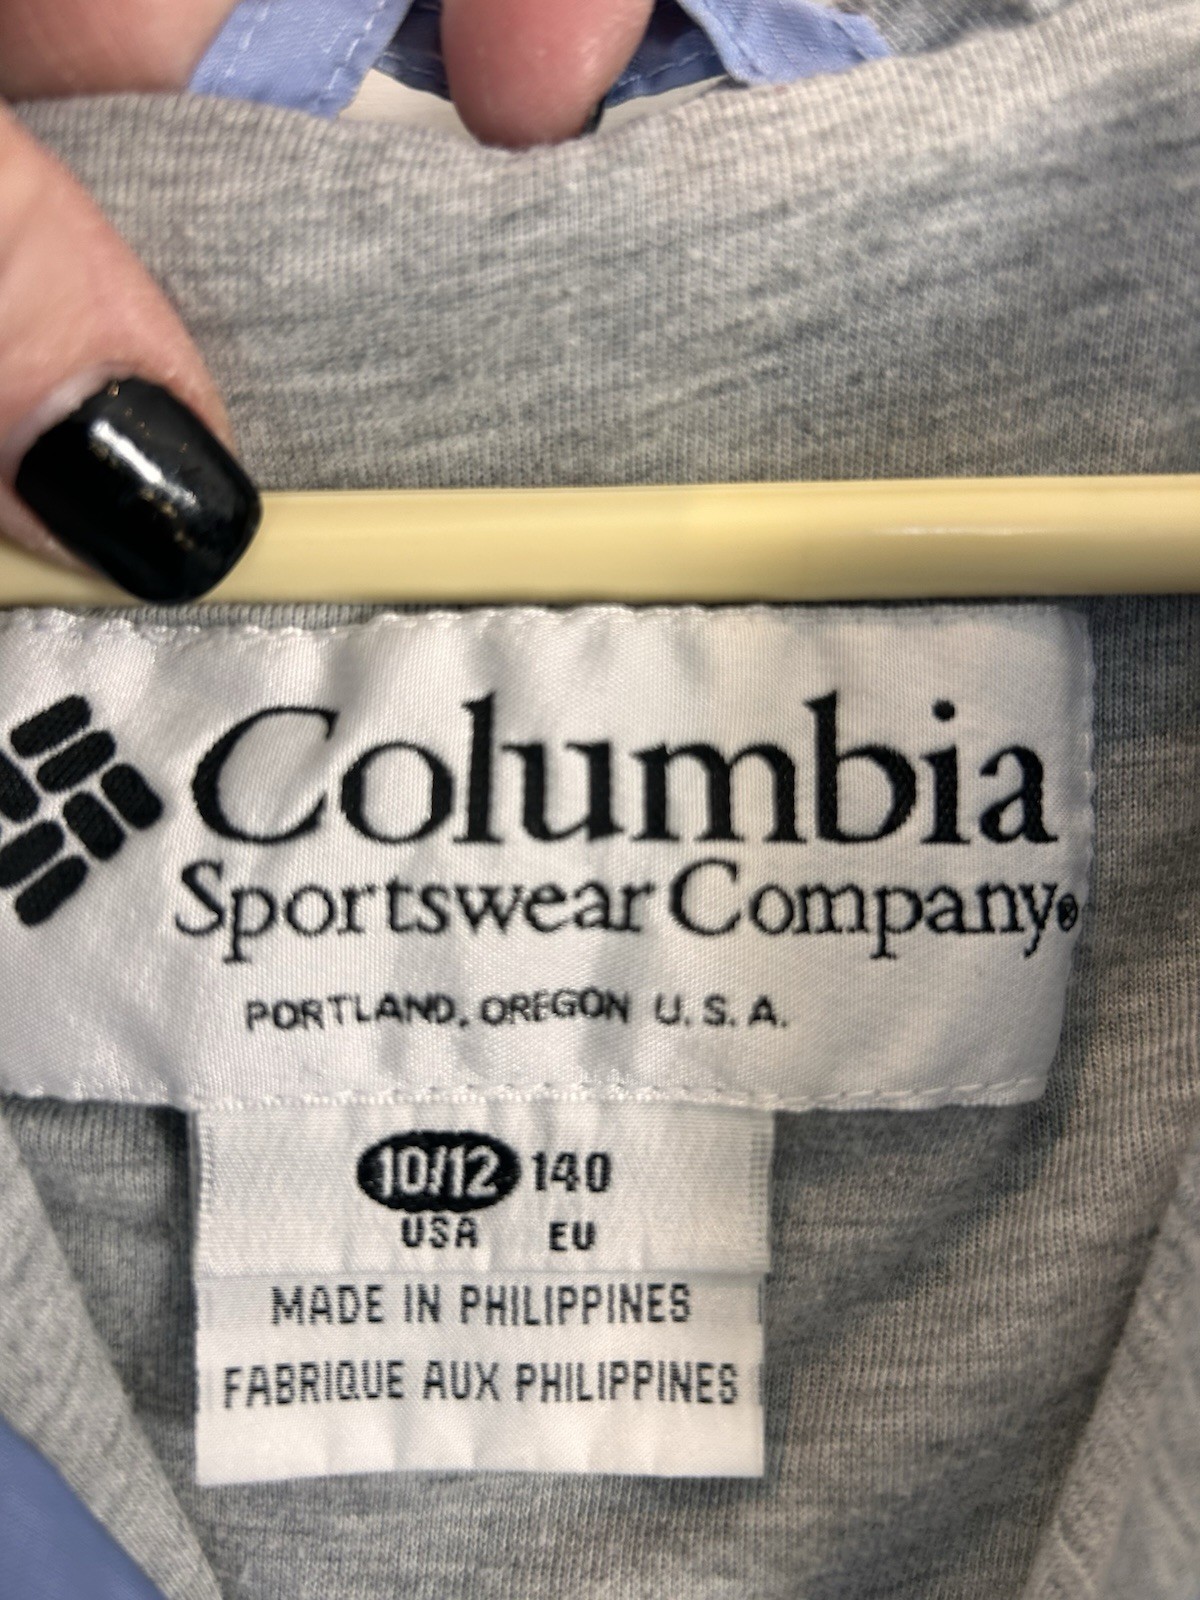 Columbia
Sportswear Company®
PORTLAND, OREGON U.S.A.
10/12 140
USA EU
MADE IN PHILIPPINES
FABRIQUE AUX PHILIPPINES